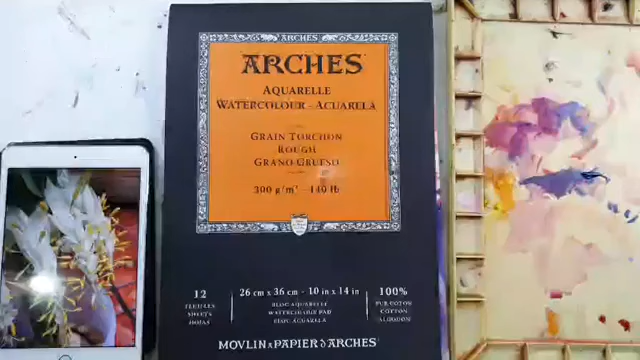 ARCHES
ARCHES
AQUARELLE
WATERCOLOUR - ACUARELA
GRAIN TORCHON
ROUGH
GRANO GRUESO
300 g/m² - 140 lb
12
FEUILLES
SHEETS
HOJAS
26 cm x 36 cm - 10 in x 14 in
BLOC AQUARELLE
WATERCOLOUR PAD
BLOC ACUARELA
100%
PUR COTON
COTTON
ALGODON
MOVLIN & PAPIER D'ARCHES